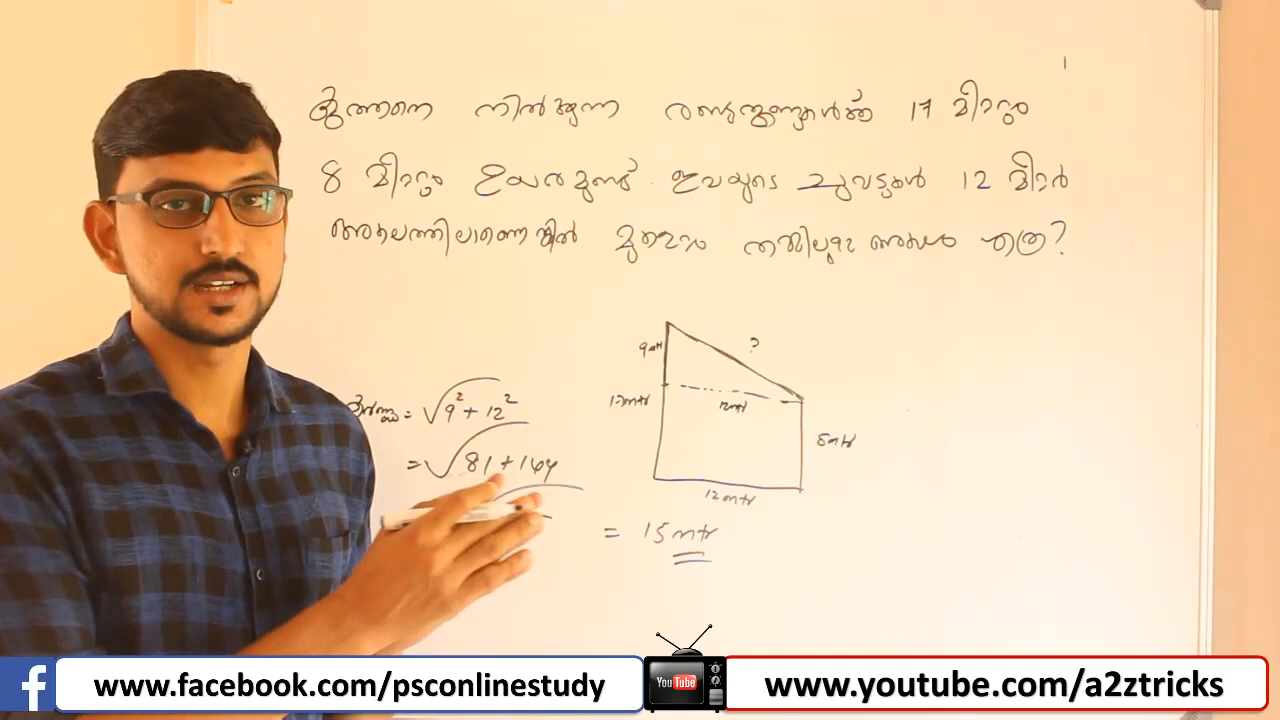 കുത്തനെ നിൽക്കുന്ന രണ്ടുതൂണുകൾക്ക് 17 മീറ്ററും
8 മീറ്ററും ഉയരമുണ്ട്. ഇവയുടെ ചുവടുകൾ 12 മീറ്റർ
അകലത്തിലാണെങ്കിൽ മുകളറ്റം തമ്മിലുള്ള അകലം എത്ര?
9mtr ?
17mtr 12mtr
8mtr
12mtr
= √9² + 12²
= √81 + 144
= 15mtr
f www.facebook.com/psconlinestudy YouTube www.youtube.com/a2ztricks